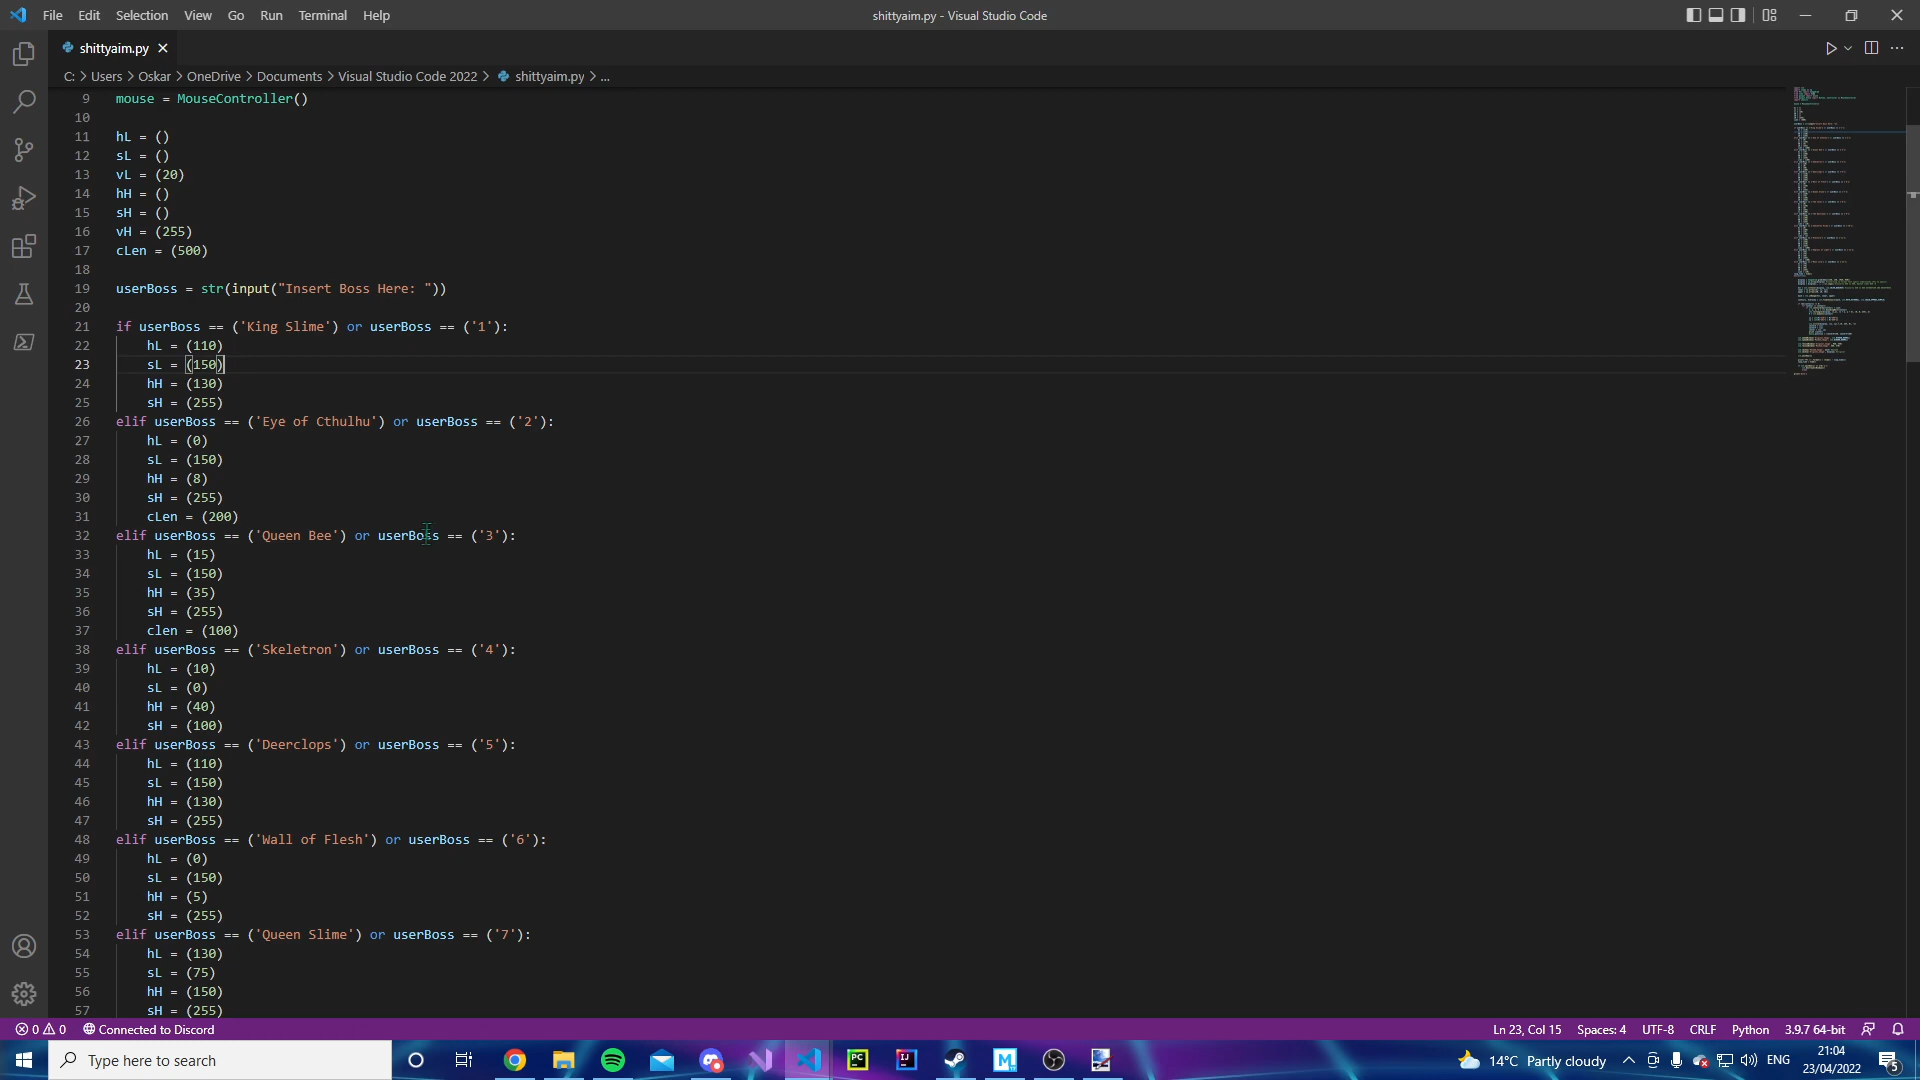 File Edit Selection View Go Run Terminal Help
shittyaim.py - Visual Studio Code
shittyaim.py
C: > Users > Oskar > OneDrive > Documents > Visual Studio Code 2022 > shittyaim.py > ...
9 mouse = MouseController()
10
11 hL = ()
12 sL = ()
13 vL = (20)
14 hH = ()
15 sH = ()
16 vH = (255)
17 cLen = (500)
18
19 userBoss = str(input("Insert Boss Here: "))
20
21 if userBoss == ('King Slime') or userBoss == ('1'):
22 hL = (110)
23 sL = (150)
24 hH = (130)
25 sH = (255)
26 elif userBoss == ('Eye of Cthulhu') or userBoss == ('2'):
27 hL = (0)
28 sL = (150)
29 hH = (8)
30 sH = (255)
31 cLen = (200)
32 elif userBoss == ('Queen Bee') or userBoss == ('3'):
33 hL = (15)
34 sL = (150)
35 hH = (35)
36 sH = (255)
37 clen = (100)
38 elif userBoss == ('Skeletron') or userBoss == ('4'):
39 hL = (10)
40 sL = (0)
41 hH = (40)
42 sH = (100)
43 elif userBoss == ('Deerclops') or userBoss == ('5'):
44 hL = (110)
45 sL = (150)
46 hH = (130)
47 sH = (255)
48 elif userBoss == ('Wall of Flesh') or userBoss == ('6'):
49 hL = (0)
50 sL = (150)
51 hH = (5)
52 sH = (255)
53 elif userBoss == ('Queen Slime') or userBoss == ('7'):
54 hL = (130)
55 sL = (75)
56 hH = (150)
57 sH = (255)
0 0 Connected to Discord
Ln 23, Col 15 Spaces: 4 UTF-8 CRLF Python 3.9.7 64-bit
Type here to search
PC
IJ
M
14°C Partly cloudy
ENG
21:04
23/04/2022
5